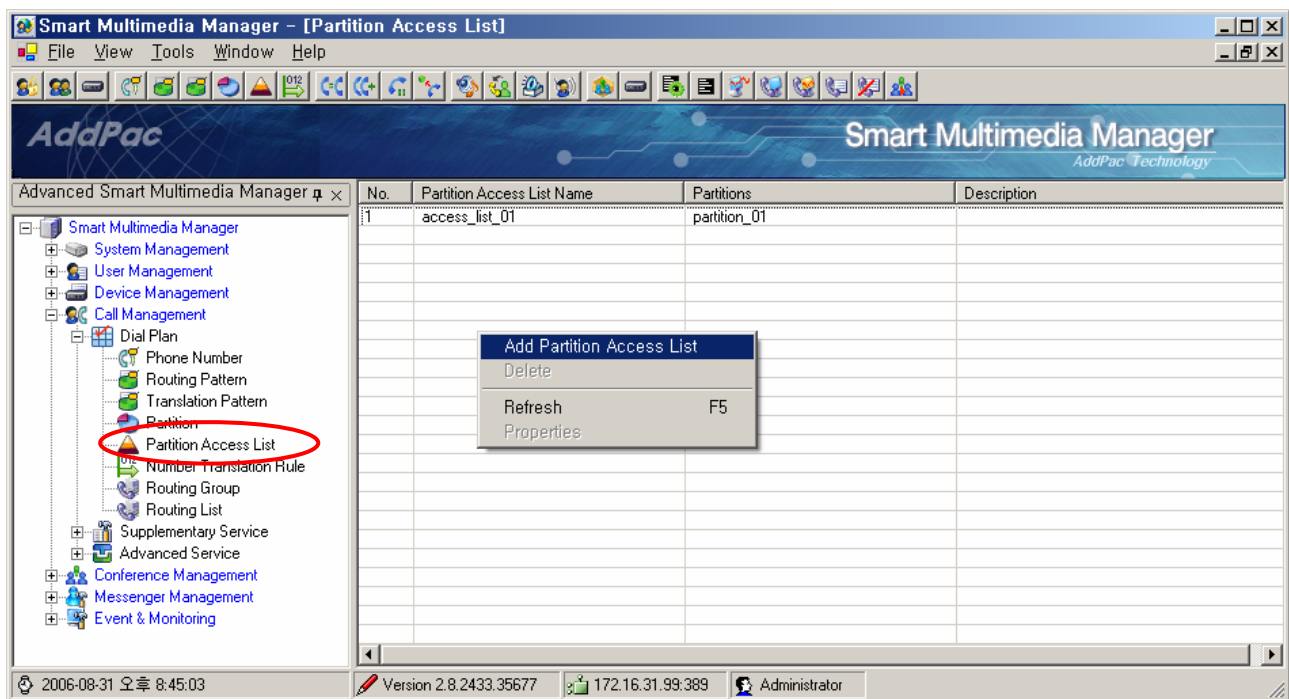 Smart Multimedia Manager - [Partition Access List]
File View Tools Window Help
AddPac
Smart Multimedia Manager
AddPac Technology
Advanced Smart Multimedia Manager
No. Partition Access List Name Partitions Description
1 access_list_01 partition_01
Smart Multimedia Manager
System Management
User Management
Device Management
Call Management
Dial Plan
Phone Number
Routing Pattern
Translation Pattern
Partition
Partition Access List
012 Number Translation Rule
Routing Group
Routing List
Supplementary Service
Advanced Service
Conference Management
Messenger Management
Event & Monitoring
Add Partition Access List
Delete
Refresh F5
Properties
2006-08-31 오후 8:45:03 Version 2.8.2433.35677 172.16.31.99:389 Administrator